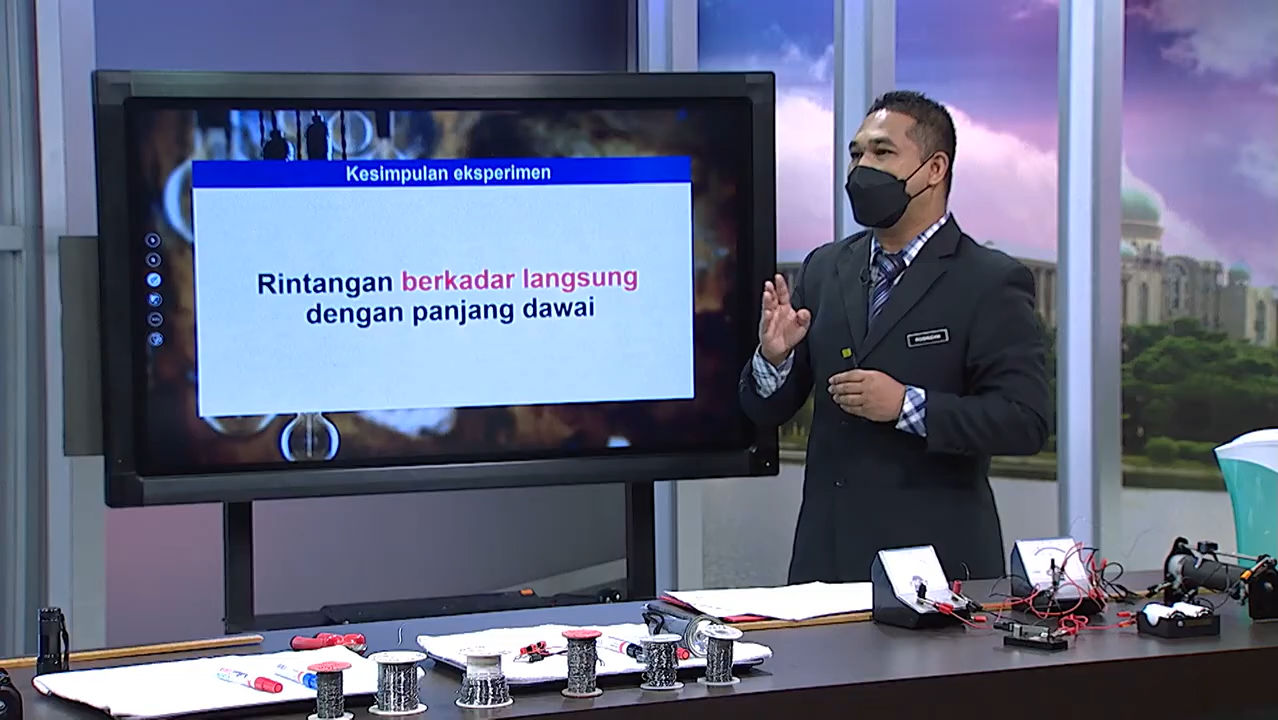 Kesimpulan eksperimen
Rintangan berkadar langsung
dengan panjang dawai